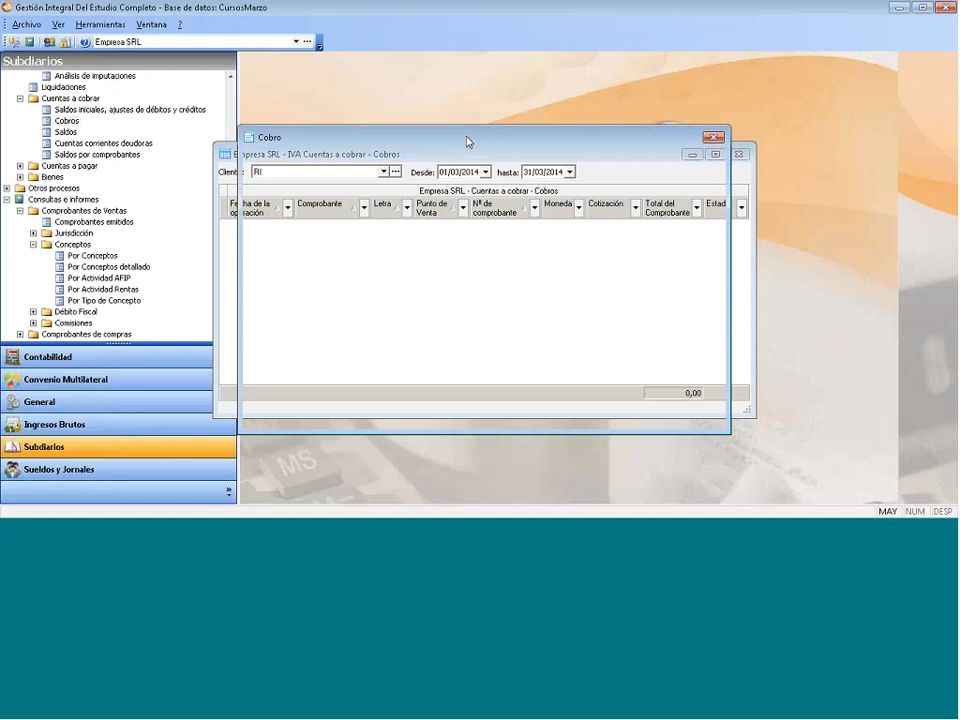 Gestión Integral Del Estudio Completo - Base de datos: CursosMarzo
Archivo Ver Herramientas Ventana ?
Empresa SRL
Subdiarios
Análisis de imputaciones
Liquidaciones
Cuentas a cobrar
Saldos iniciales, ajustes de débitos y créditos
Cobros
Saldos
Cuentas corrientes deudoras
Saldos por comprobantes
Cuentas a pagar
Bienes
Otros procesos
Consultas e informes
Comprobantes de Ventas
Comprobantes emitidos
Jurisdicción
Conceptos
Por Conceptos
Por Conceptos detallado
Por Actividad AFIP
Por Actividad Rentas
Por Tipo de Concepto
Débito Fiscal
Comisiones
Comprobantes de compras
Contabilidad
Convenio Multilateral
General
Ingresos Brutos
Subdiarios
Sueldos y Jornales
Cobro
Empresa SRL - IVA Cuentas a cobrar - Cobros
RI Desde: 01/03/2014 hasta: 31/03/2014
Empresa SRL - Cuentas a cobrar - Cobros
Fecha de la operación Comprobante Letra Punto de Venta Nº de comprobante Moneda Cotización Total del Comprobante Estad
0,00
MAY NUM DESP
MS